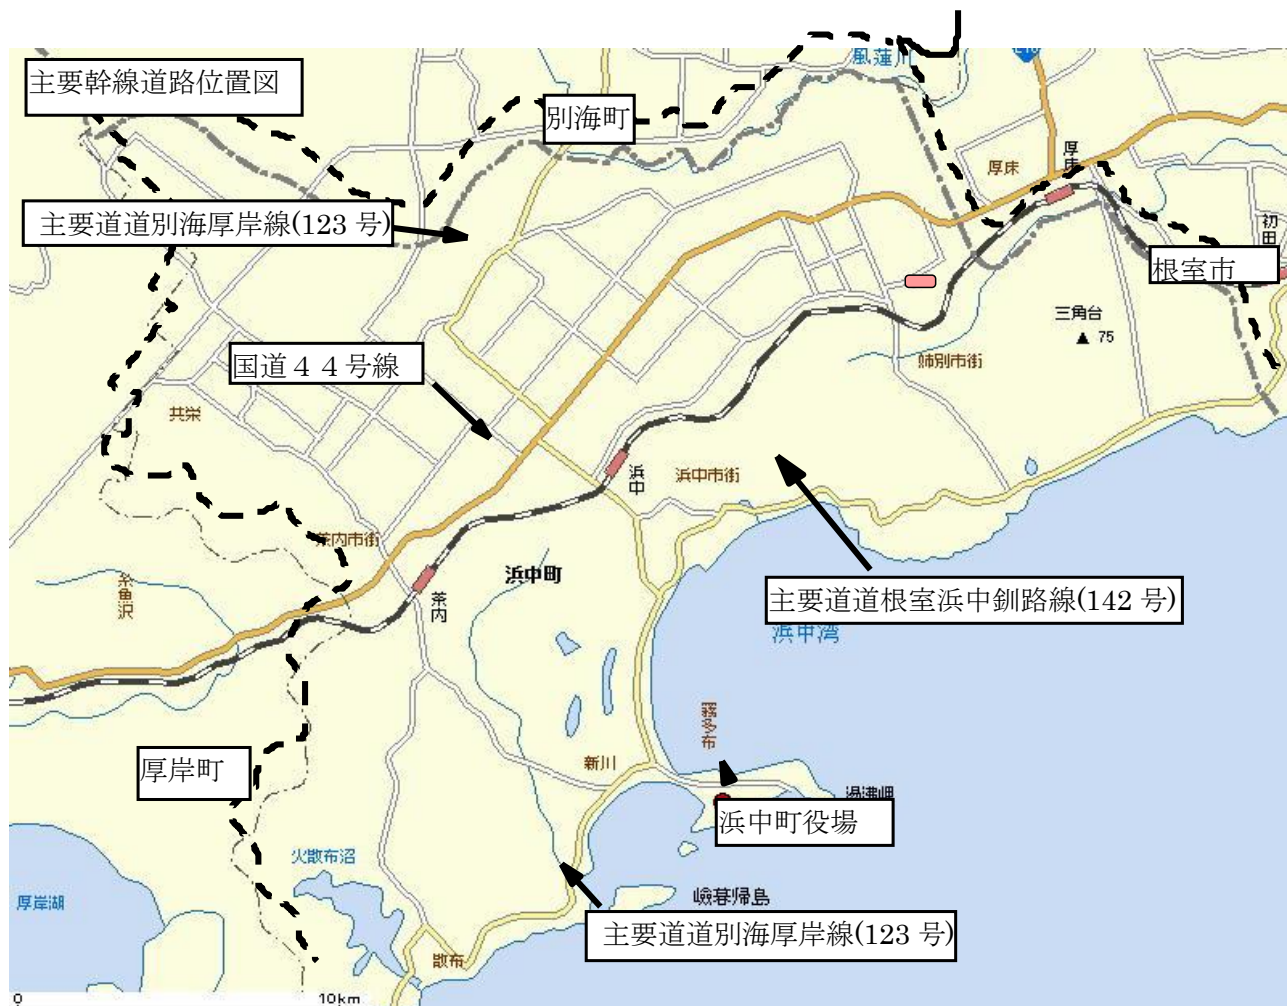 風蓮川
主要幹線道路位置図
別海町
厚床
厚床
主要道道別海厚岸線(123 号)
初田
根室市
三角台
▲ 75
国道４４号線
姉別市街
共栄
浜中
浜中市街
茶内市街
浜中町
糸魚沢
茶内
主要道道根室浜中釧路線(142 号)
浜中湾
霧多布
新川
厚岸町
湯沸岬
浜中町役場
火散布沼
厚岸湖
嶮暮帰島
主要道道別海厚岸線(123 号)
散布
0
10km